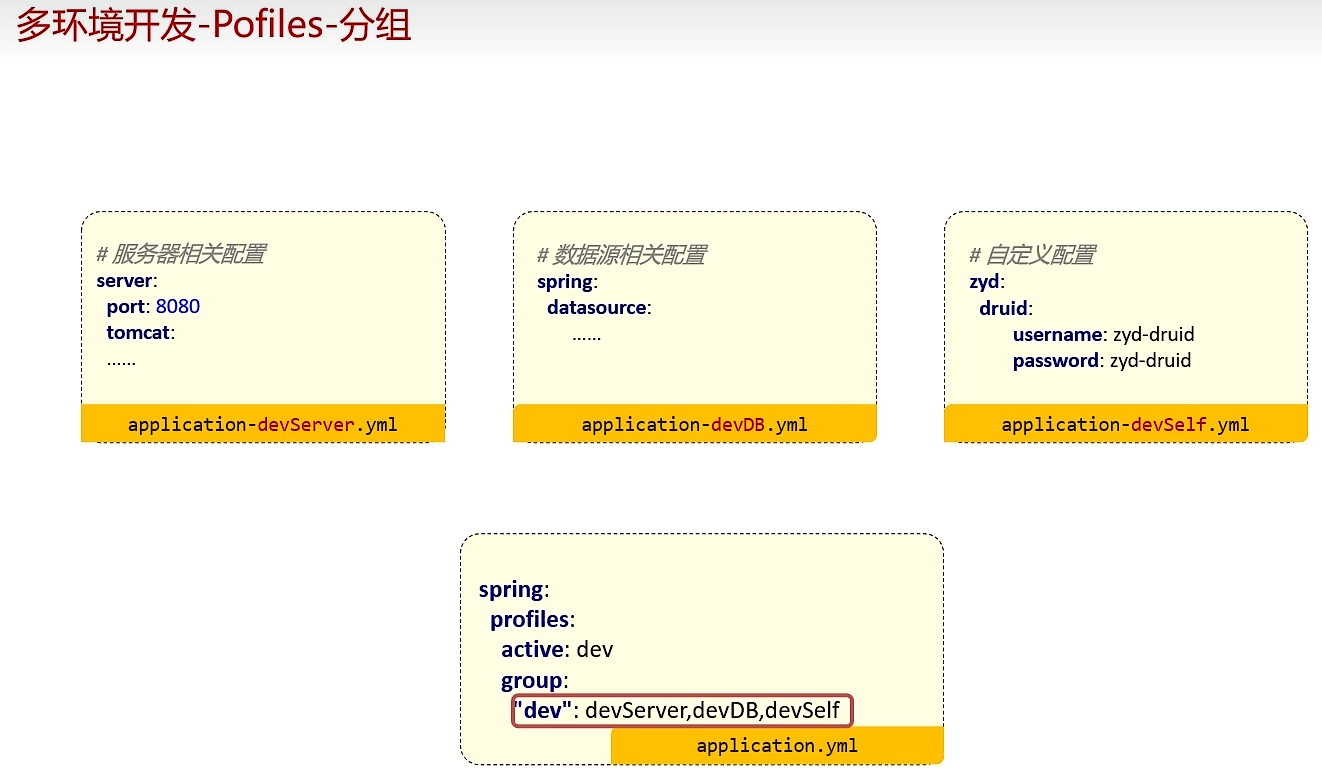 多环境开发-Pofiles-分组
# 服务器相关配置
server:
port: 8080
tomcat:
......
application-devServer.yml
# 数据源相关配置
spring:
datasource:
......
application-devDB.yml
# 自定义配置
zyd:
druid:
username: zyd-druid
password: zyd-druid
application-devSelf.yml
spring:
profiles:
active: dev
group:
"dev": devServer,devDB,devSelf
application.yml